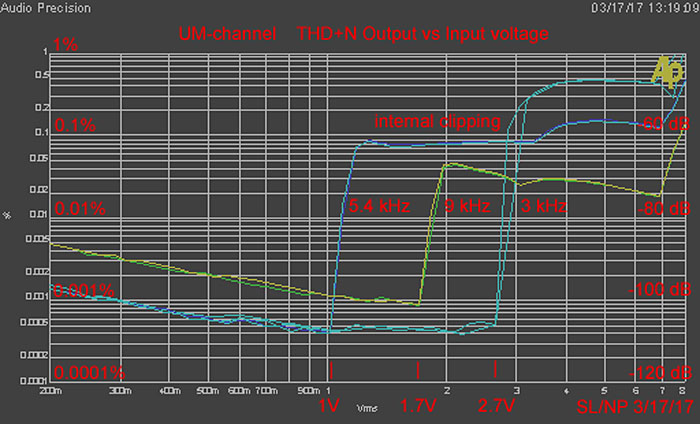 Audio Precision 03/17/17 13:19:09
UM-channel THD+N Output vs Input voltage
1%
1
Ap
0.5
0.2
internal clipping
-60 dB
0.1%
0.1
0.05
0.02
5.4 kHz 9 kHz 3 kHz
-80 dB
%
0.01%
0.01
0.005
0.002
-100 dB
0.001%
0.001
0.0005
0.0002
0.0001% -120 dB
0.0001
200m 300m 400m 500m 600m 700m 900m 1 2 3 4 5 6 7 8
1V Vrms 1.7V 2.7V SL/NP 3/17/17